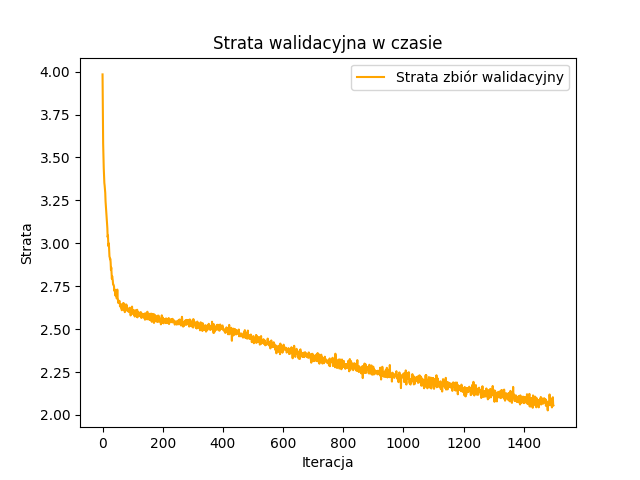 Strata walidacyjna w czasie
Strata zbiór walidacyjny
4.00
3.75
3.50
3.25
3.00
2.75
2.50
2.25
2.00
Strata
0 200 400 600 800 1000 1200 1400
Iteracja